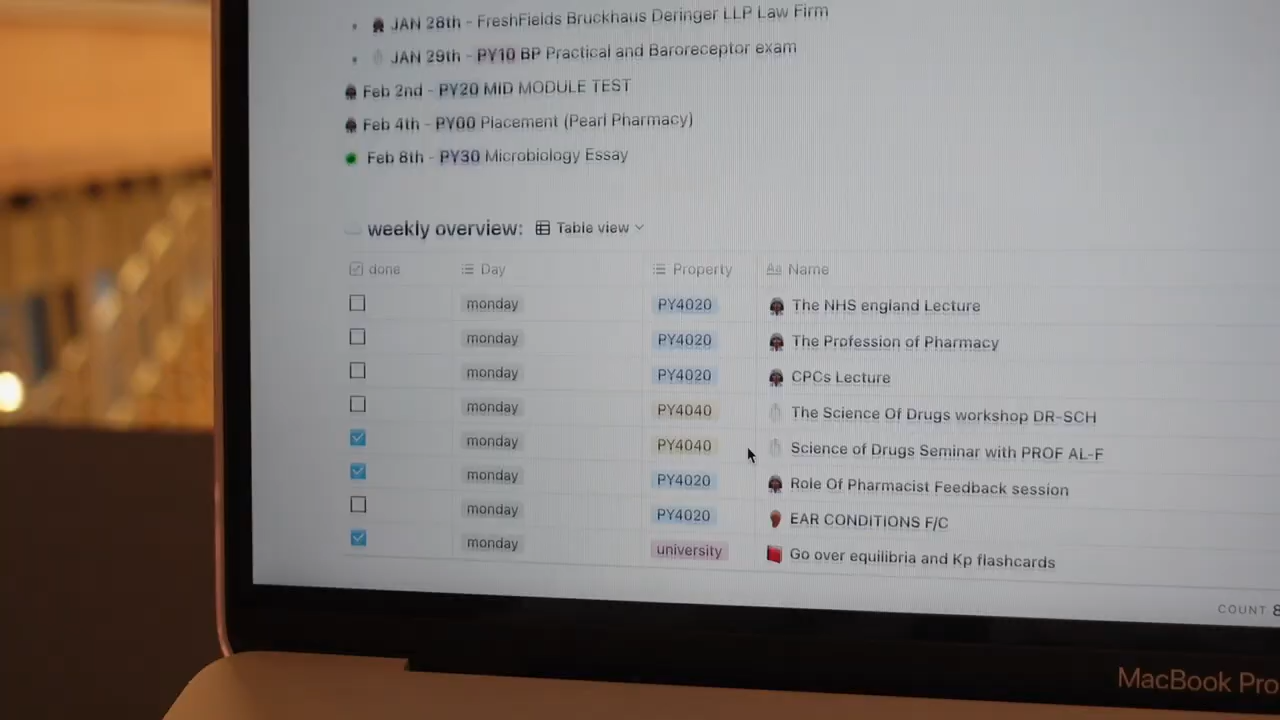 JAN 28th - FreshFields Bruckhaus Deringer LLP Law Firm
JAN 29th - PY10 BP Practical and Baroreceptor exam
Feb 2nd - PY20 MID MODULE TEST
Feb 4th - PY00 Placement (Pearl Pharmacy)
Feb 8th - PY30 Microbiology Essay
weekly overview: Table view
done Day Property Aa Name
monday PY4020 The NHS england Lecture
monday PY4020 The Profession of Pharmacy
monday PY4020 CPCs Lecture
monday PY4040 The Science Of Drugs workshop DR-SCH
monday PY4040 Science of Drugs Seminar with PROF AL-F
monday PY4020 Role Of Pharmacist Feedback session
monday PY4020 EAR CONDITIONS F/C
monday university Go over equilibria and Kp flashcards
COUNT 8
MacBook Pro